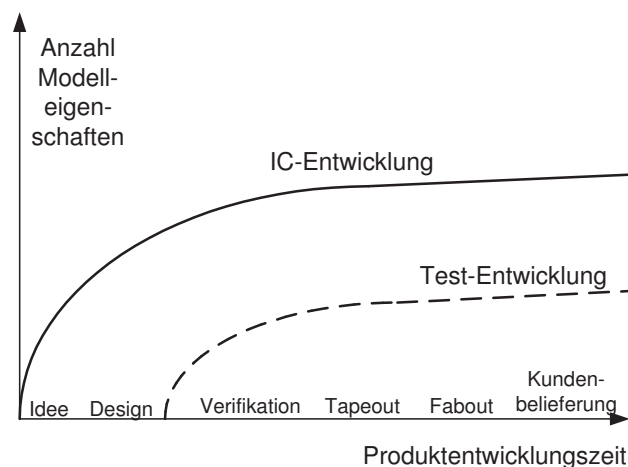 Anzahl
Modell-
eigen-
schaften
IC-Entwicklung
Test-Entwicklung
Kunden-
Idee Design Verifikation Tapeout Fabout belieferung
Produktentwicklungszeit